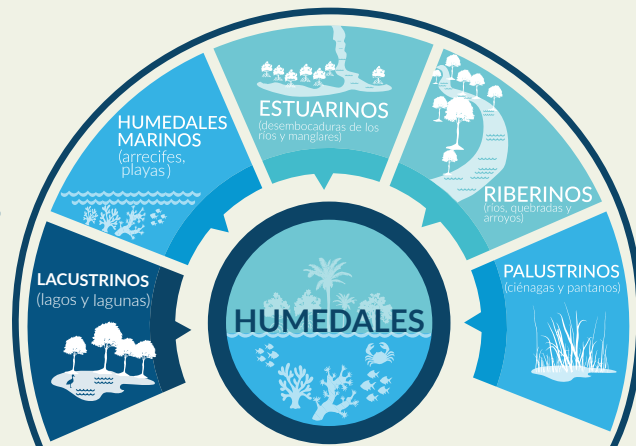 LACUSTRINOS
(lagos y lagunas)
HUMEDALES
MARINOS
(arrecifes,
playas)
ESTUARINOS
(desembocaduras de los
ríos y manglares)
RIBERINOS
(ríos, quebradas y
arroyos)
PALUSTRINOS
(ciénagas y pantanos)
HUMEDALES